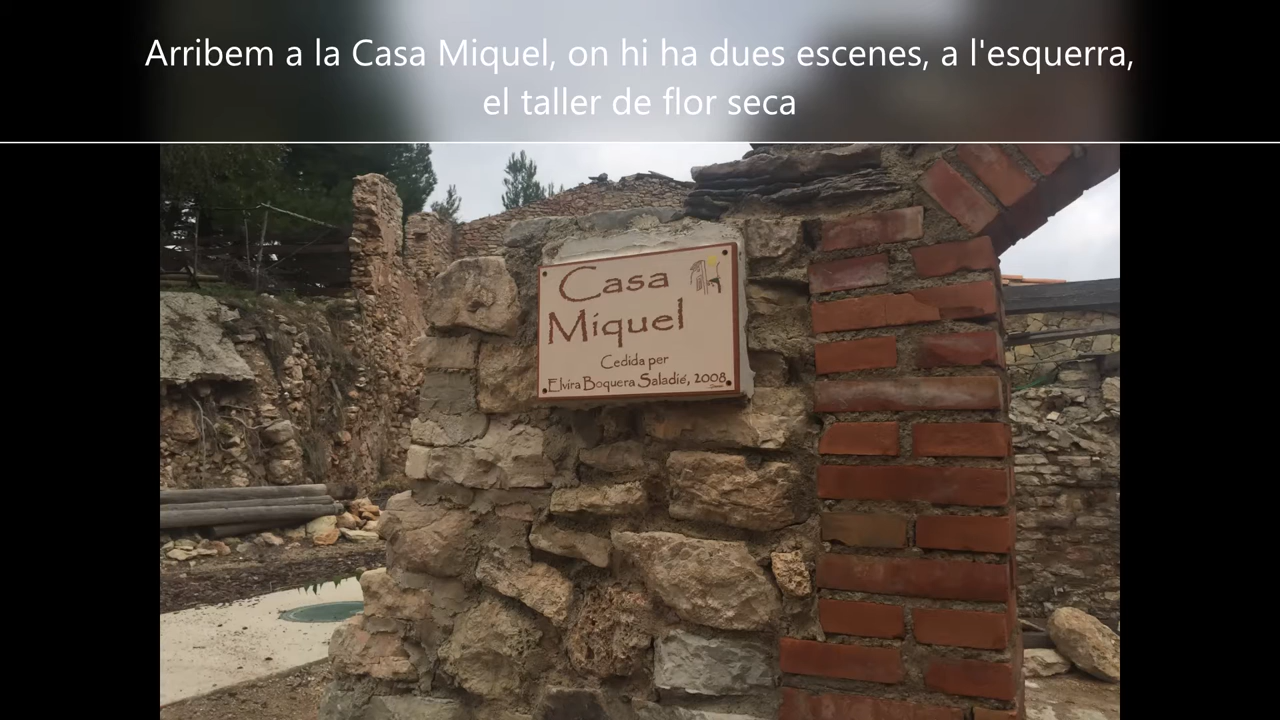 Arribem a la Casa Miquel, on hi ha dues escenes, a l'esquerra,
el taller de flor seca
Casa
Miquel
Cedida per
Elvira Boquera Saladié, 2008